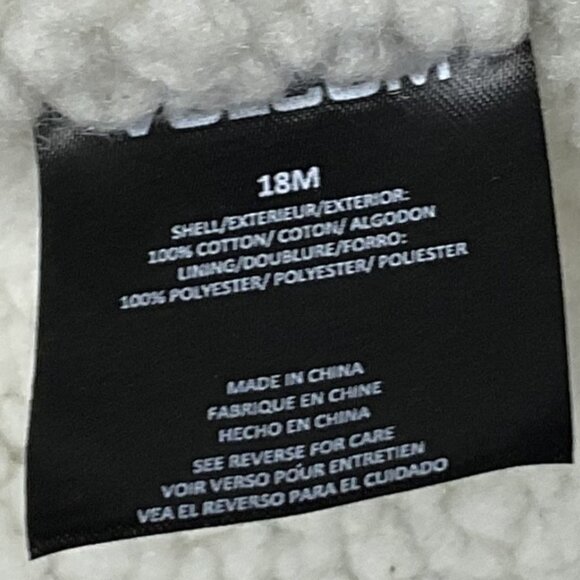 VOLCOM
18M
SHELL/EXTERIEUR/EXTERIOR:
100% COTTON/ COTON/ ALGODON
LINING/DOUBLURE/FORRO:
100% POLYESTER/ POLYESTER/ POLIESTER
MADE IN CHINA
FABRIQUE EN CHINE
HECHO EN CHINA
SEE REVERSE FOR CARE
VOIR VERSO POUR ENTRETIEN
VEA EL REVERSO PARA EL CUIDADO